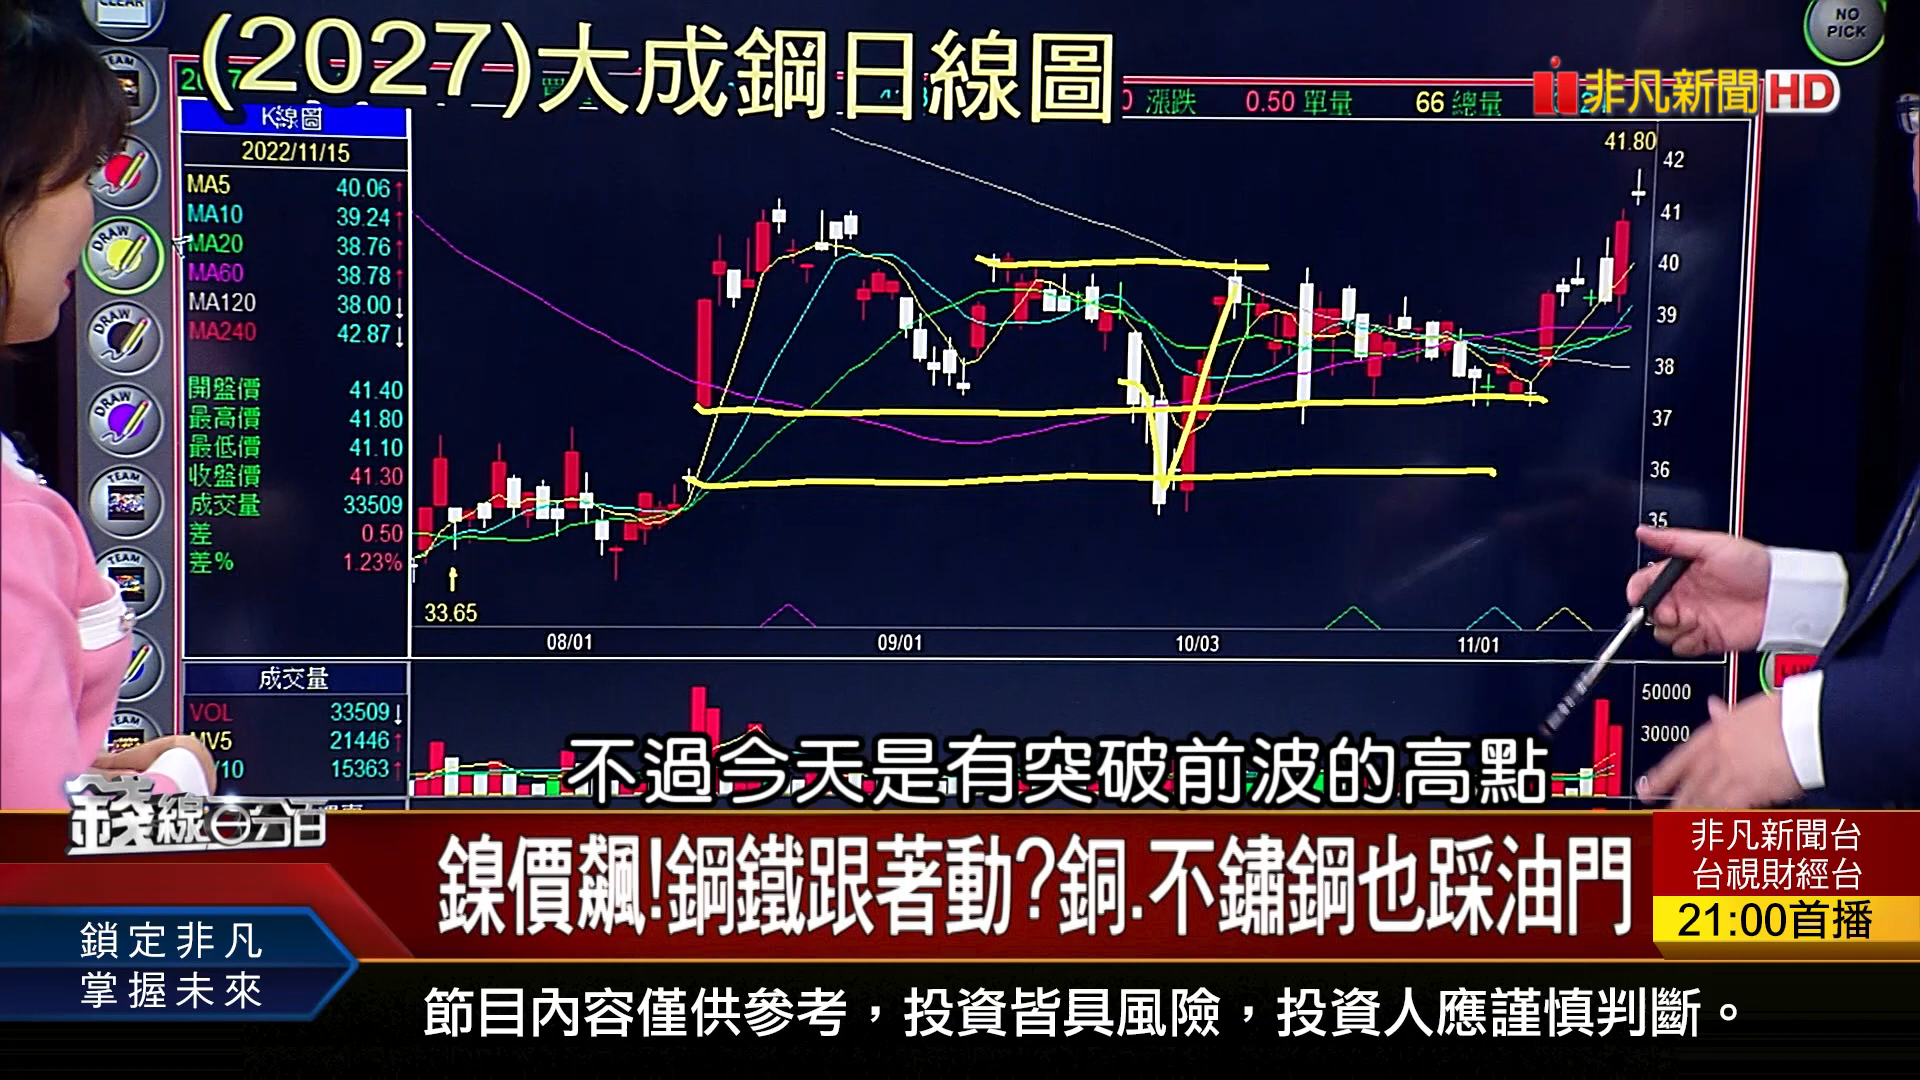 (2027)大成鋼日線圖
NO
PICK
CLEAR
非凡新聞HD
漲跌 0.50 單量 66 總量
K線圖
2022/11/15
MA5 40.06↑
MA10 39.24↑
MA20 38.76↑
MA60 38.78↑
MA120 38.00↓
MA240 42.87↓
開盤價 41.40
最高價 41.80
最低價 41.10
收盤價 41.30
成交量 33509
差 0.50
差% 1.23%
TEAM
DRAW
DRAW
DRAW
TEAM
TEAM
TEAM
41.80
42
41
40
39
38
37
36
35
33.65
08/01 09/01 10/03 11/01
成交量
VOL 33509↓
MV5 21446↑
/10 15363↑
50000
30000
不過今天是有突破前波的高點
錢線百分百
鎳價飆!鋼鐵跟著動?銅.不鏽鋼也踩油門
非凡新聞台
台視財經台
21:00首播
鎖定非凡
掌握未來
節目內容僅供參考，投資皆具風險，投資人應謹慎判斷。